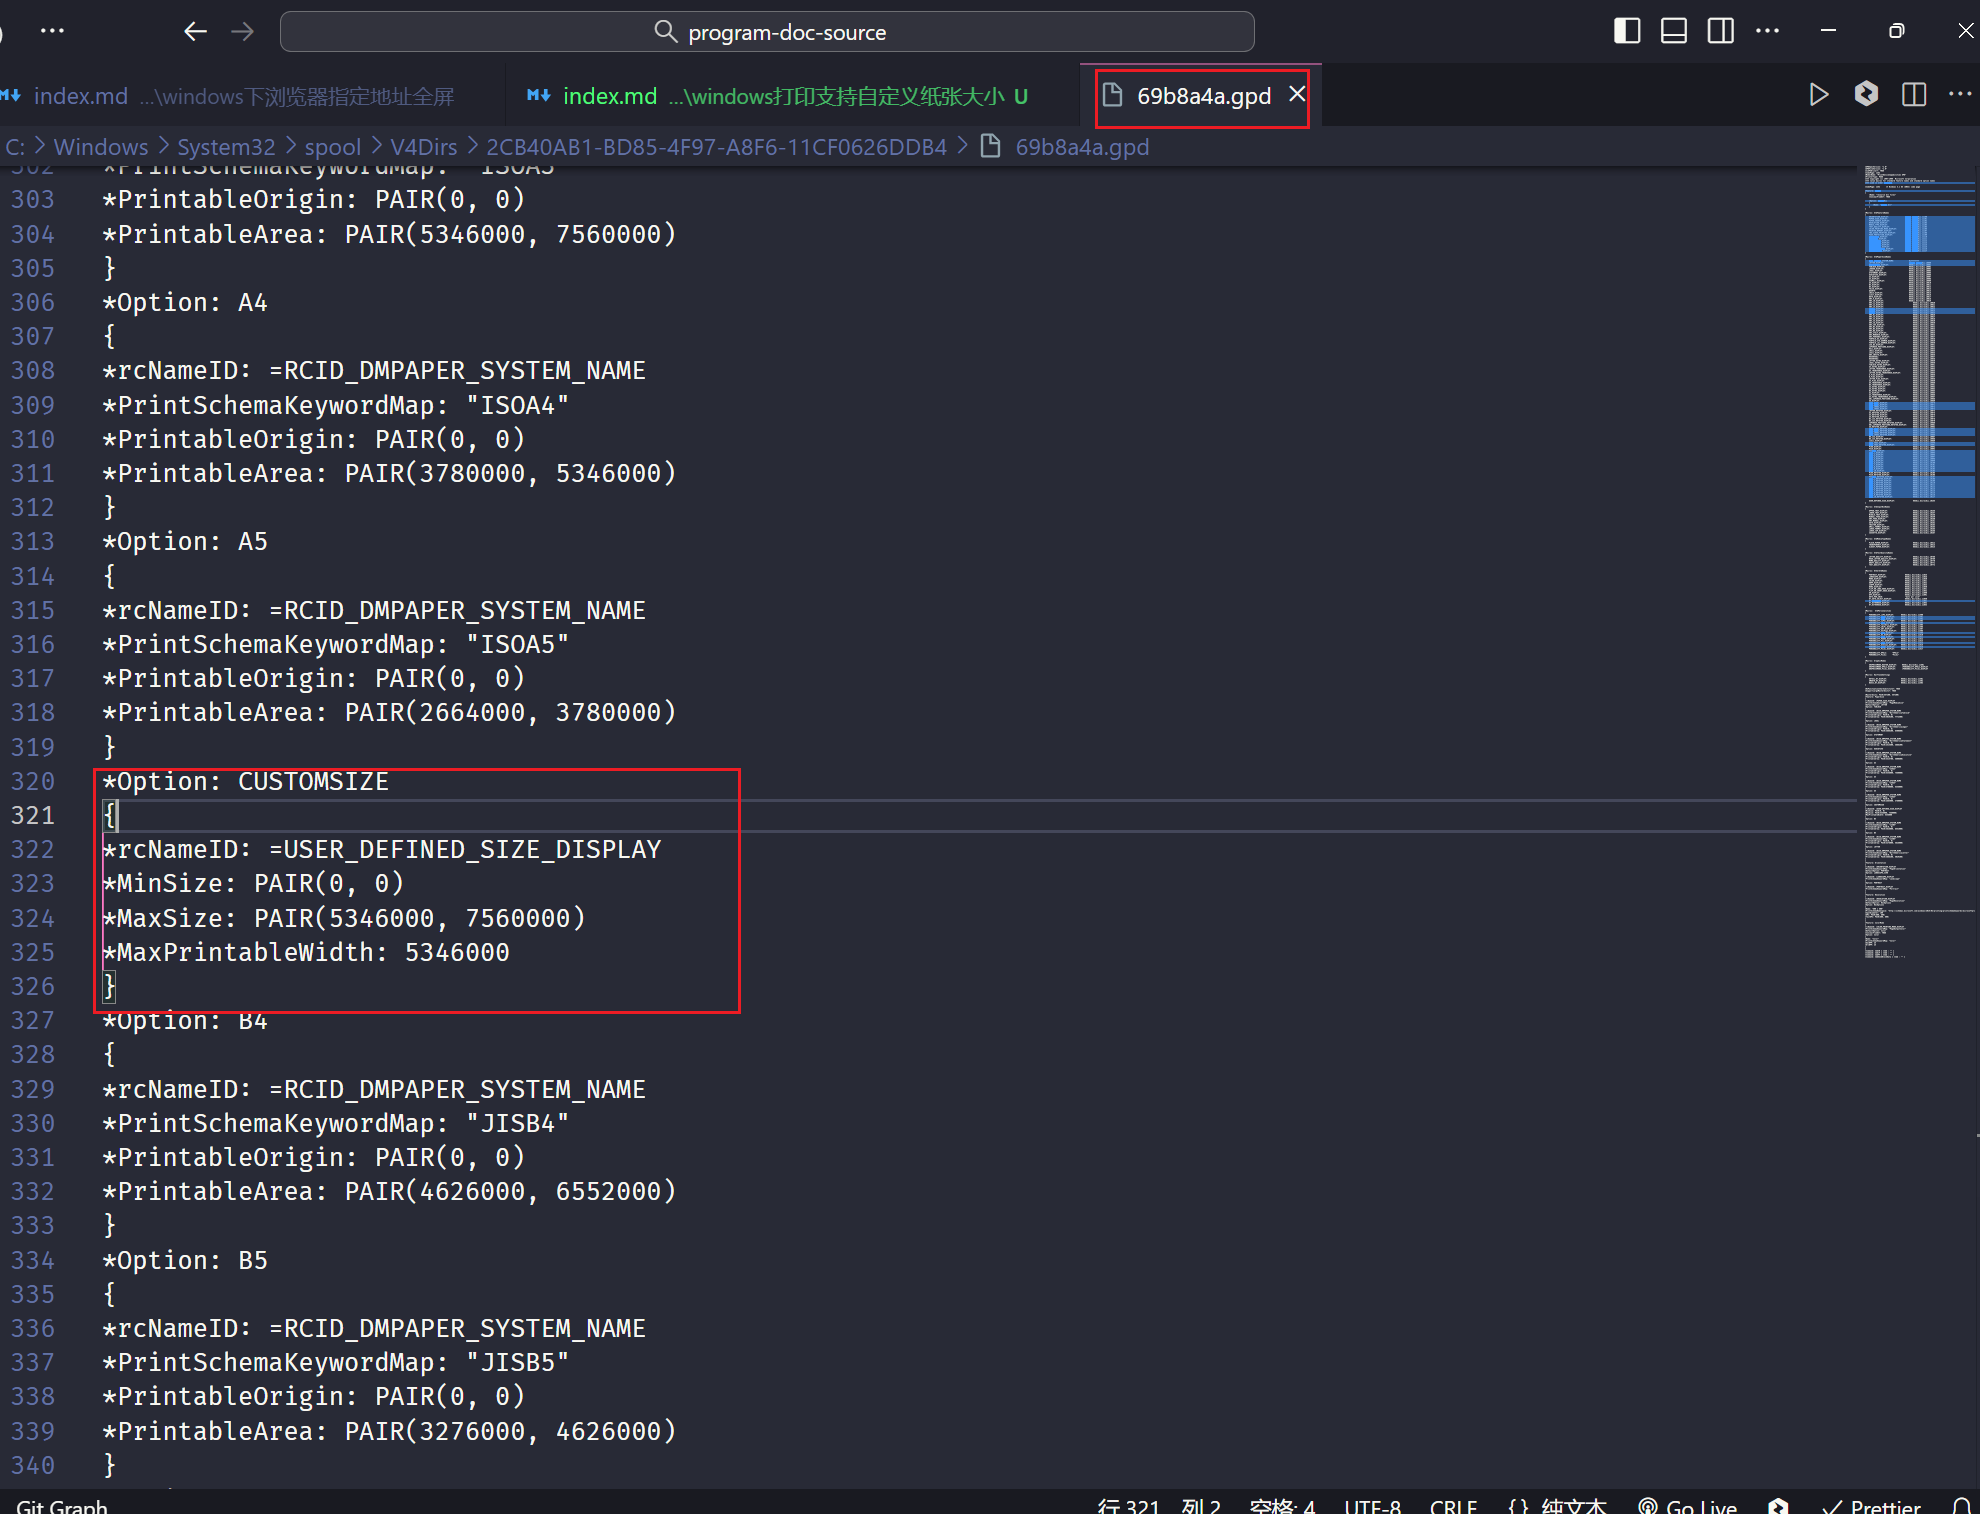 program-doc-source
index.md ...\windows下浏览器指定地址全屏
index.md ...\windows打印支持自定义纸张大小 U
69b8a4a.gpd
C: > Windows > System32 > spool > V4Dirs > 2CB40AB1-BD85-4F97-A8F6-11CF0626DDB4 > 69b8a4a.gpd
302 *PrintSchemaKeywordMap: "ISOA3"
303 *PrintableOrigin: PAIR(0, 0)
304 *PrintableArea: PAIR(5346000, 7560000)
305 }
306 *Option: A4
307 {
308 *rcNameID: =RCID_DMPAPER_SYSTEM_NAME
309 *PrintSchemaKeywordMap: "ISOA4"
310 *PrintableOrigin: PAIR(0, 0)
311 *PrintableArea: PAIR(3780000, 5346000)
312 }
313 *Option: A5
314 {
315 *rcNameID: =RCID_DMPAPER_SYSTEM_NAME
316 *PrintSchemaKeywordMap: "ISOA5"
317 *PrintableOrigin: PAIR(0, 0)
318 *PrintableArea: PAIR(2664000, 3780000)
319 }
320 *Option: CUSTOMSIZE
321 {
322 *rcNameID: =USER_DEFINED_SIZE_DISPLAY
323 *MinSize: PAIR(0, 0)
324 *MaxSize: PAIR(5346000, 7560000)
325 *MaxPrintableWidth: 5346000
326 }
327 *Option: B4
328 {
329 *rcNameID: =RCID_DMPAPER_SYSTEM_NAME
330 *PrintSchemaKeywordMap: "JISB4"
331 *PrintableOrigin: PAIR(0, 0)
332 *PrintableArea: PAIR(4626000, 6552000)
333 }
334 *Option: B5
335 {
336 *rcNameID: =RCID_DMPAPER_SYSTEM_NAME
337 *PrintSchemaKeywordMap: "JISB5"
338 *PrintableOrigin: PAIR(0, 0)
339 *PrintableArea: PAIR(3276000, 4626000)
340 }
Git Graph 行 321, 列 2 空格: 4 UTF-8 CRLF {} 纯文本 Go Live Prettier